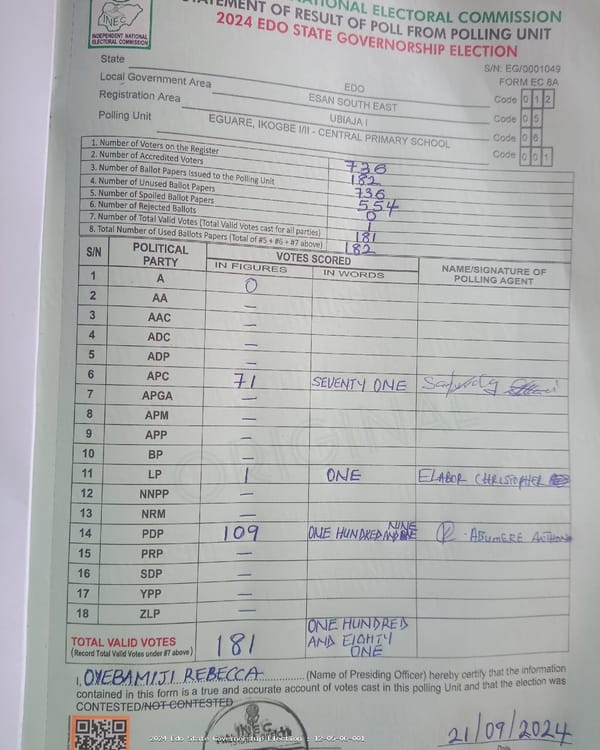 INEC
INDEPENDENT NATIONAL
ELECTORAL COMMISSION
NATIONAL ELECTORAL COMMISSION
STATEMENT OF RESULT OF POLL FROM POLLING UNIT
2024 EDO STATE GOVERNORSHIP ELECTION
S/N: EG/0001049
FORM EC 8A
State EDO Code 0 1 2
Local Government Area ESAN SOUTH EAST Code 0 5
Registration Area UBIAJA I Code 0 6
Polling Unit EGUARE, IKOGBE I/II - CENTRAL PRIMARY SCHOOL Code 0 0 1
1. Number of Voters on the Register 736
2. Number of Accredited Voters 182
3. Number of Ballot Papers Issued to the Polling Unit 736
4. Number of Unused Ballot Papers 554
5. Number of Spoiled Ballot Papers 0
6. Number of Rejected Ballots 1
7. Number of Total Valid Votes (Total Valid Votes cast for all parties) 181
8. Total Number of Used Ballots Papers (Total of #5 + #6 + #7 above) 182
S/N POLITICAL PARTY VOTES SCORED NAME/SIGNATURE OF POLLING AGENT
IN FIGURES IN WORDS
1 A 0
2 AA —
3 AAC —
4 ADC —
5 ADP —
6 APC 71 SEVENTY ONE
7 APGA —
8 APM —
9 APP —
10 BP —
11 LP 1 ONE ELABOR CHRISTOPHER
12 NNPP —
13 NRM —
14 PDP 109 ONE HUNDRED AND NINE ABUMERE
15 PRP —
16 SDP —
17 YPP —
18 ZLP —
TOTAL VALID VOTES 181 ONE HUNDRED AND EIGHTY ONE
(Record Total Valid Votes under #7 above)
ORIGINAL
I, OYEBAMIJI REBECCA (Name of Presiding Officer) hereby certify that the information
contained in this form is a true and accurate account of votes cast in this polling Unit and that the election was
CONTESTED/NOT CONTESTED
INEC
21/09/2024
2024 Edo State Governorship Election - 12-05-06-001